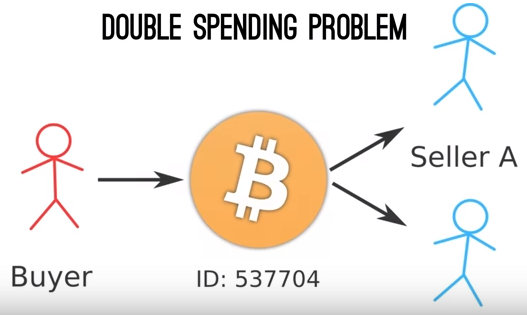 DOUBLE SPENDING PROBLEM
Seller A
Buyer
ID: 537704